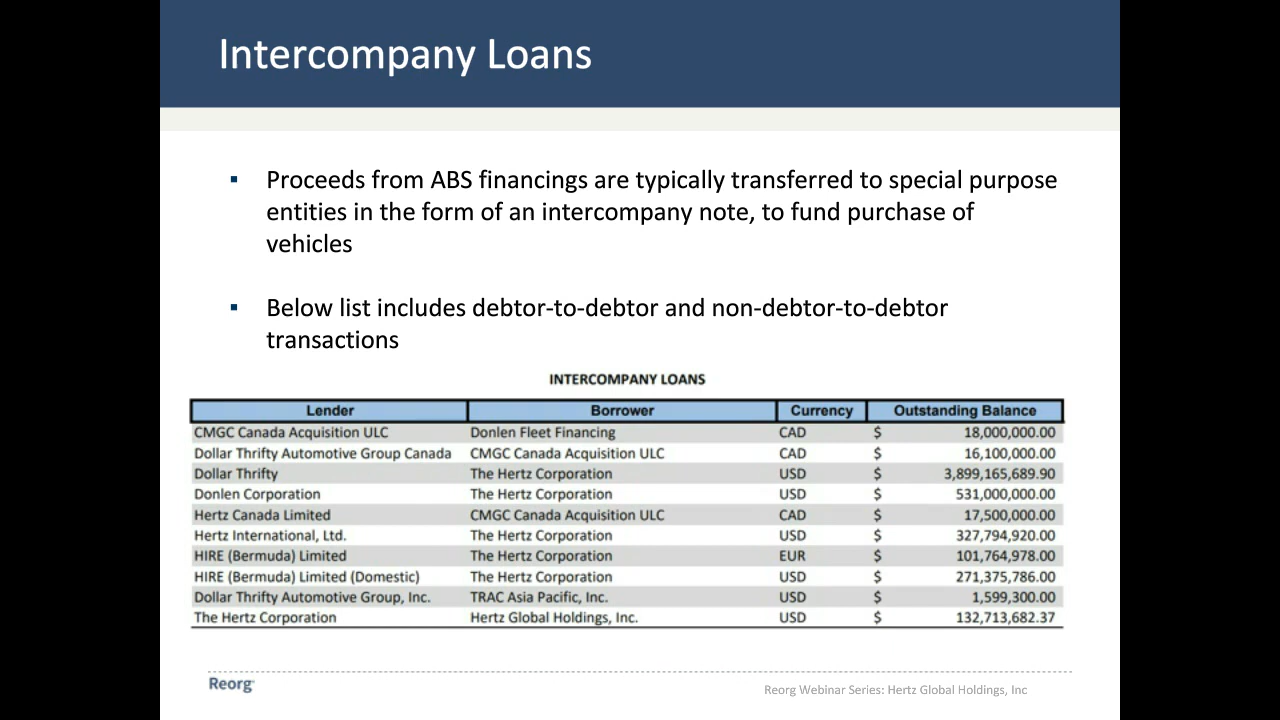 Intercompany Loans
▪ Proceeds from ABS financings are typically transferred to special purpose
entities in the form of an intercompany note, to fund purchase of
vehicles
▪ Below list includes debtor-to-debtor and non-debtor-to-debtor
transactions
INTERCOMPANY LOANS
Lender Borrower Currency Outstanding Balance
CMGC Canada Acquisition ULC Donlen Fleet Financing CAD $ 18,000,000.00
Dollar Thrifty Automotive Group Canada CMGC Canada Acquisition ULC CAD $ 16,100,000.00
Dollar Thrifty The Hertz Corporation USD $ 3,899,165,689.90
Donlen Corporation The Hertz Corporation USD $ 531,000,000.00
Hertz Canada Limited CMGC Canada Acquisition ULC CAD $ 17,500,000.00
Hertz International, Ltd. The Hertz Corporation USD $ 327,794,920.00
HIRE (Bermuda) Limited The Hertz Corporation EUR $ 101,764,978.00
HIRE (Bermuda) Limited (Domestic) The Hertz Corporation USD $ 271,375,786.00
Dollar Thrifty Automotive Group, Inc. TRAC Asia Pacific, Inc. USD $ 1,599,300.00
The Hertz Corporation Hertz Global Holdings, Inc. USD $ 132,713,682.37
Reorg
Reorg Webinar Series: Hertz Global Holdings, Inc